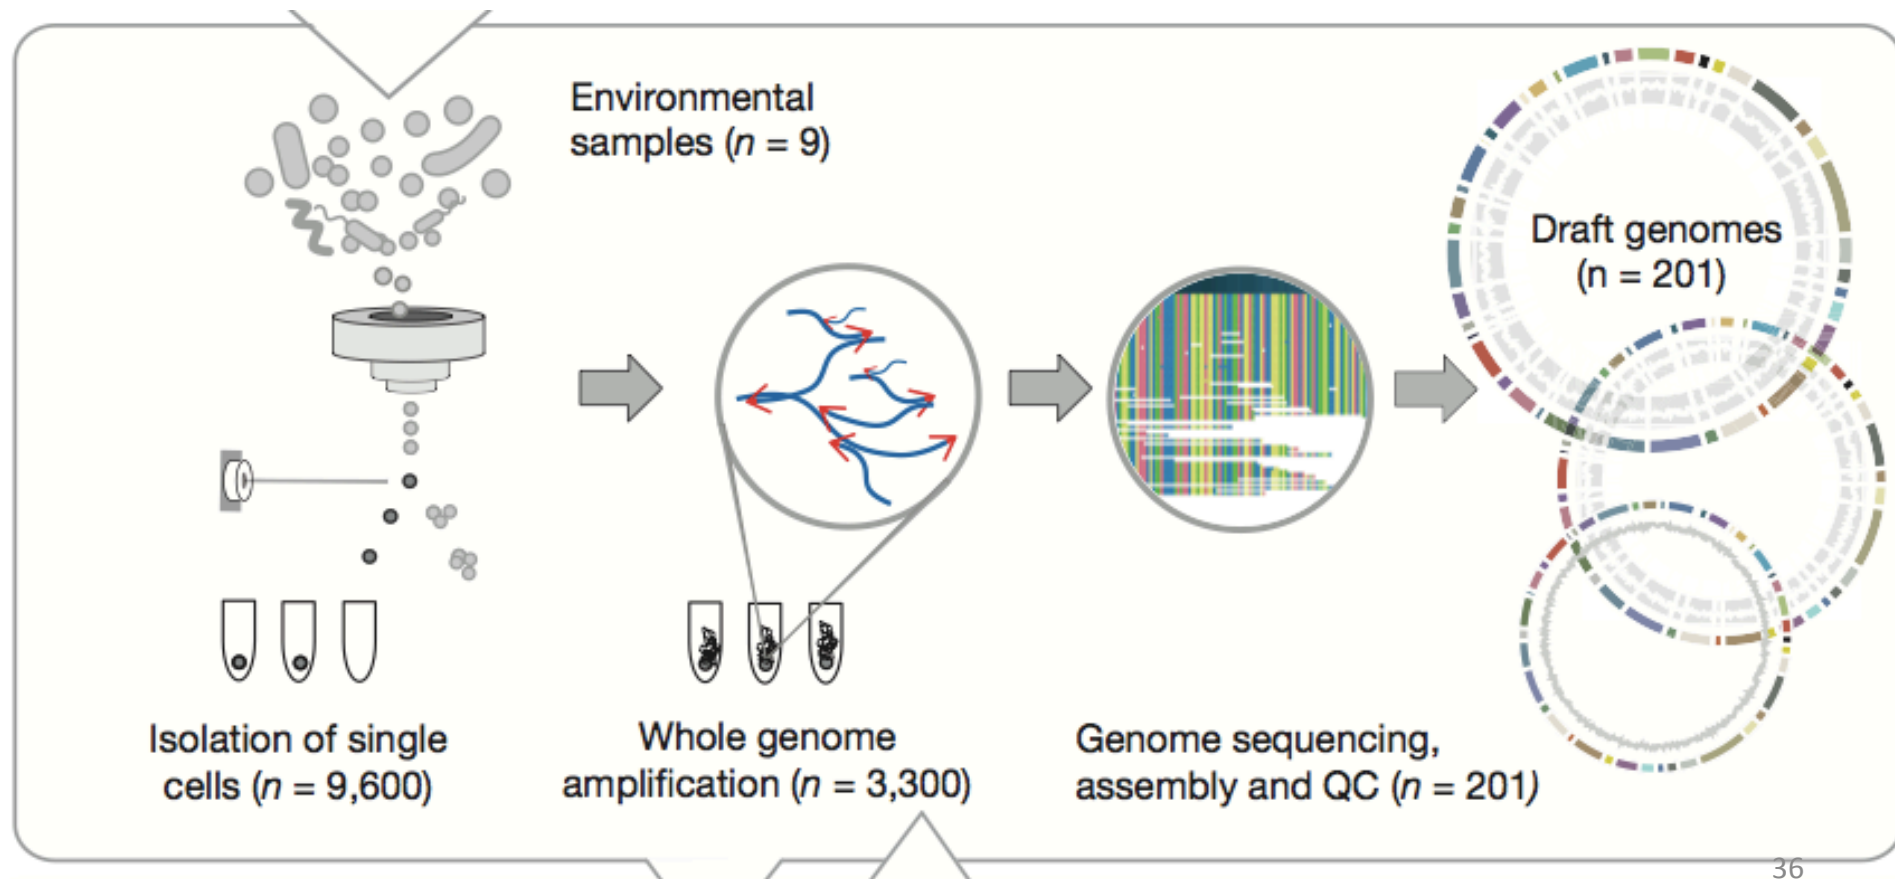 Environmental
samples (n = 9)
Draft genomes
(n = 201)
Isolation of single
cells (n = 9,600)
Whole genome
amplification (n = 3,300)
Genome sequencing,
assembly and QC (n = 201)
36